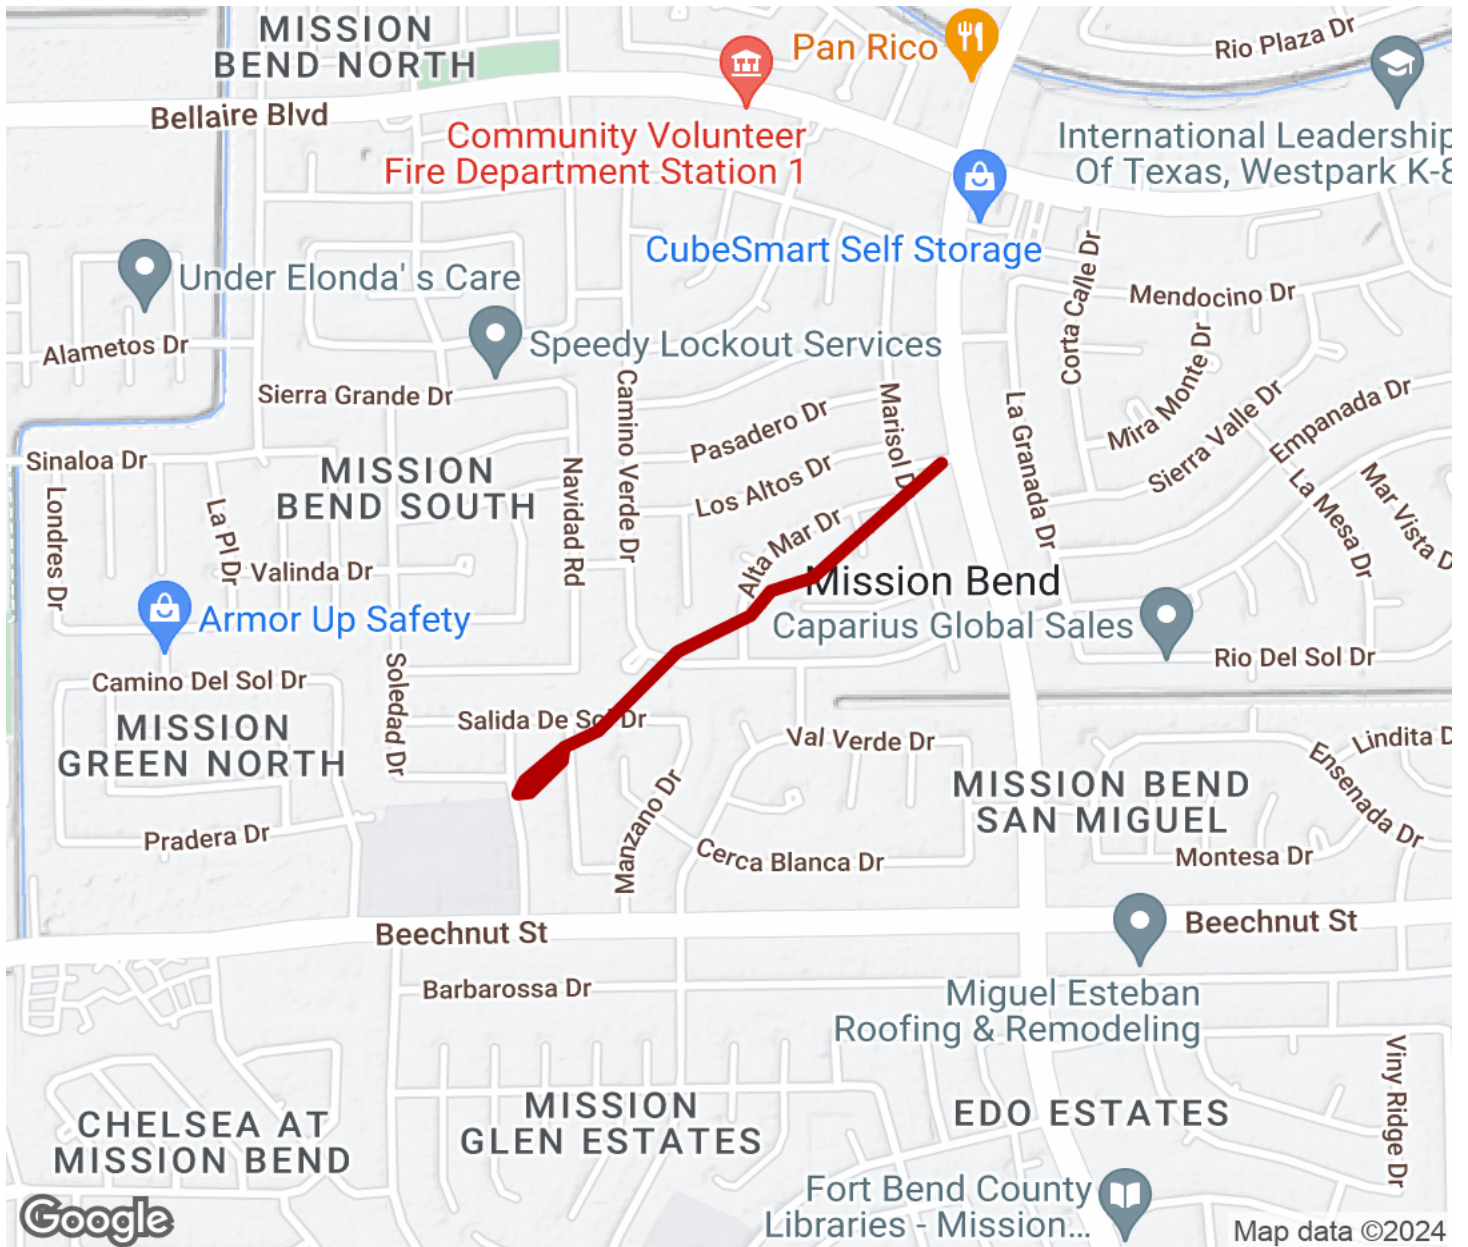 MISSION
BEND NORTH
Pan Rico
Rio Plaza Dr
Bellaire Blvd
Community Volunteer
Fire Department Station 1
International Leadership
Of Texas, Westpark K-8
CubeSmart Self Storage
Under Elonda' s Care
Corta Calle Dr
Mendocino Dr
Alametos Dr
Speedy Lockout Services
Mira Monte Dr
Sierra Grande Dr
Camino Verde Dr
Pasadero Dr
Marisol D
La Granada Dr
Sierra Valle Dr
Empanada Dr
Sinaloa Dr
MISSION
BEND SOUTH
Navidad Rd
Los Altos Dr
La Mesa Dr
Mar Vista D
Londres Dr
La Pl Dr
Valinda Dr
Alta Mar Dr
Mission Bend
Armor Up Safety
Caparius Global Sales
Rio Del Sol Dr
Camino Del Sol Dr
Soledad Dr
Salida De Sol Dr
MISSION
GREEN NORTH
Val Verde Dr
Lindita D
Ensenada Dr
MISSION BEND
SAN MIGUEL
Pradera Dr
Manzano Dr
Cerca Blanca Dr
Montesa Dr
Beechnut St
Beechnut St
Barbarossa Dr
Miguel Esteban
Roofing & Remodeling
Viny Ridge Dr
CHELSEA AT
MISSION BEND
MISSION
GLEN ESTATES
EDO ESTATES
Fort Bend County
Libraries - Mission...
Google
Map data ©2024